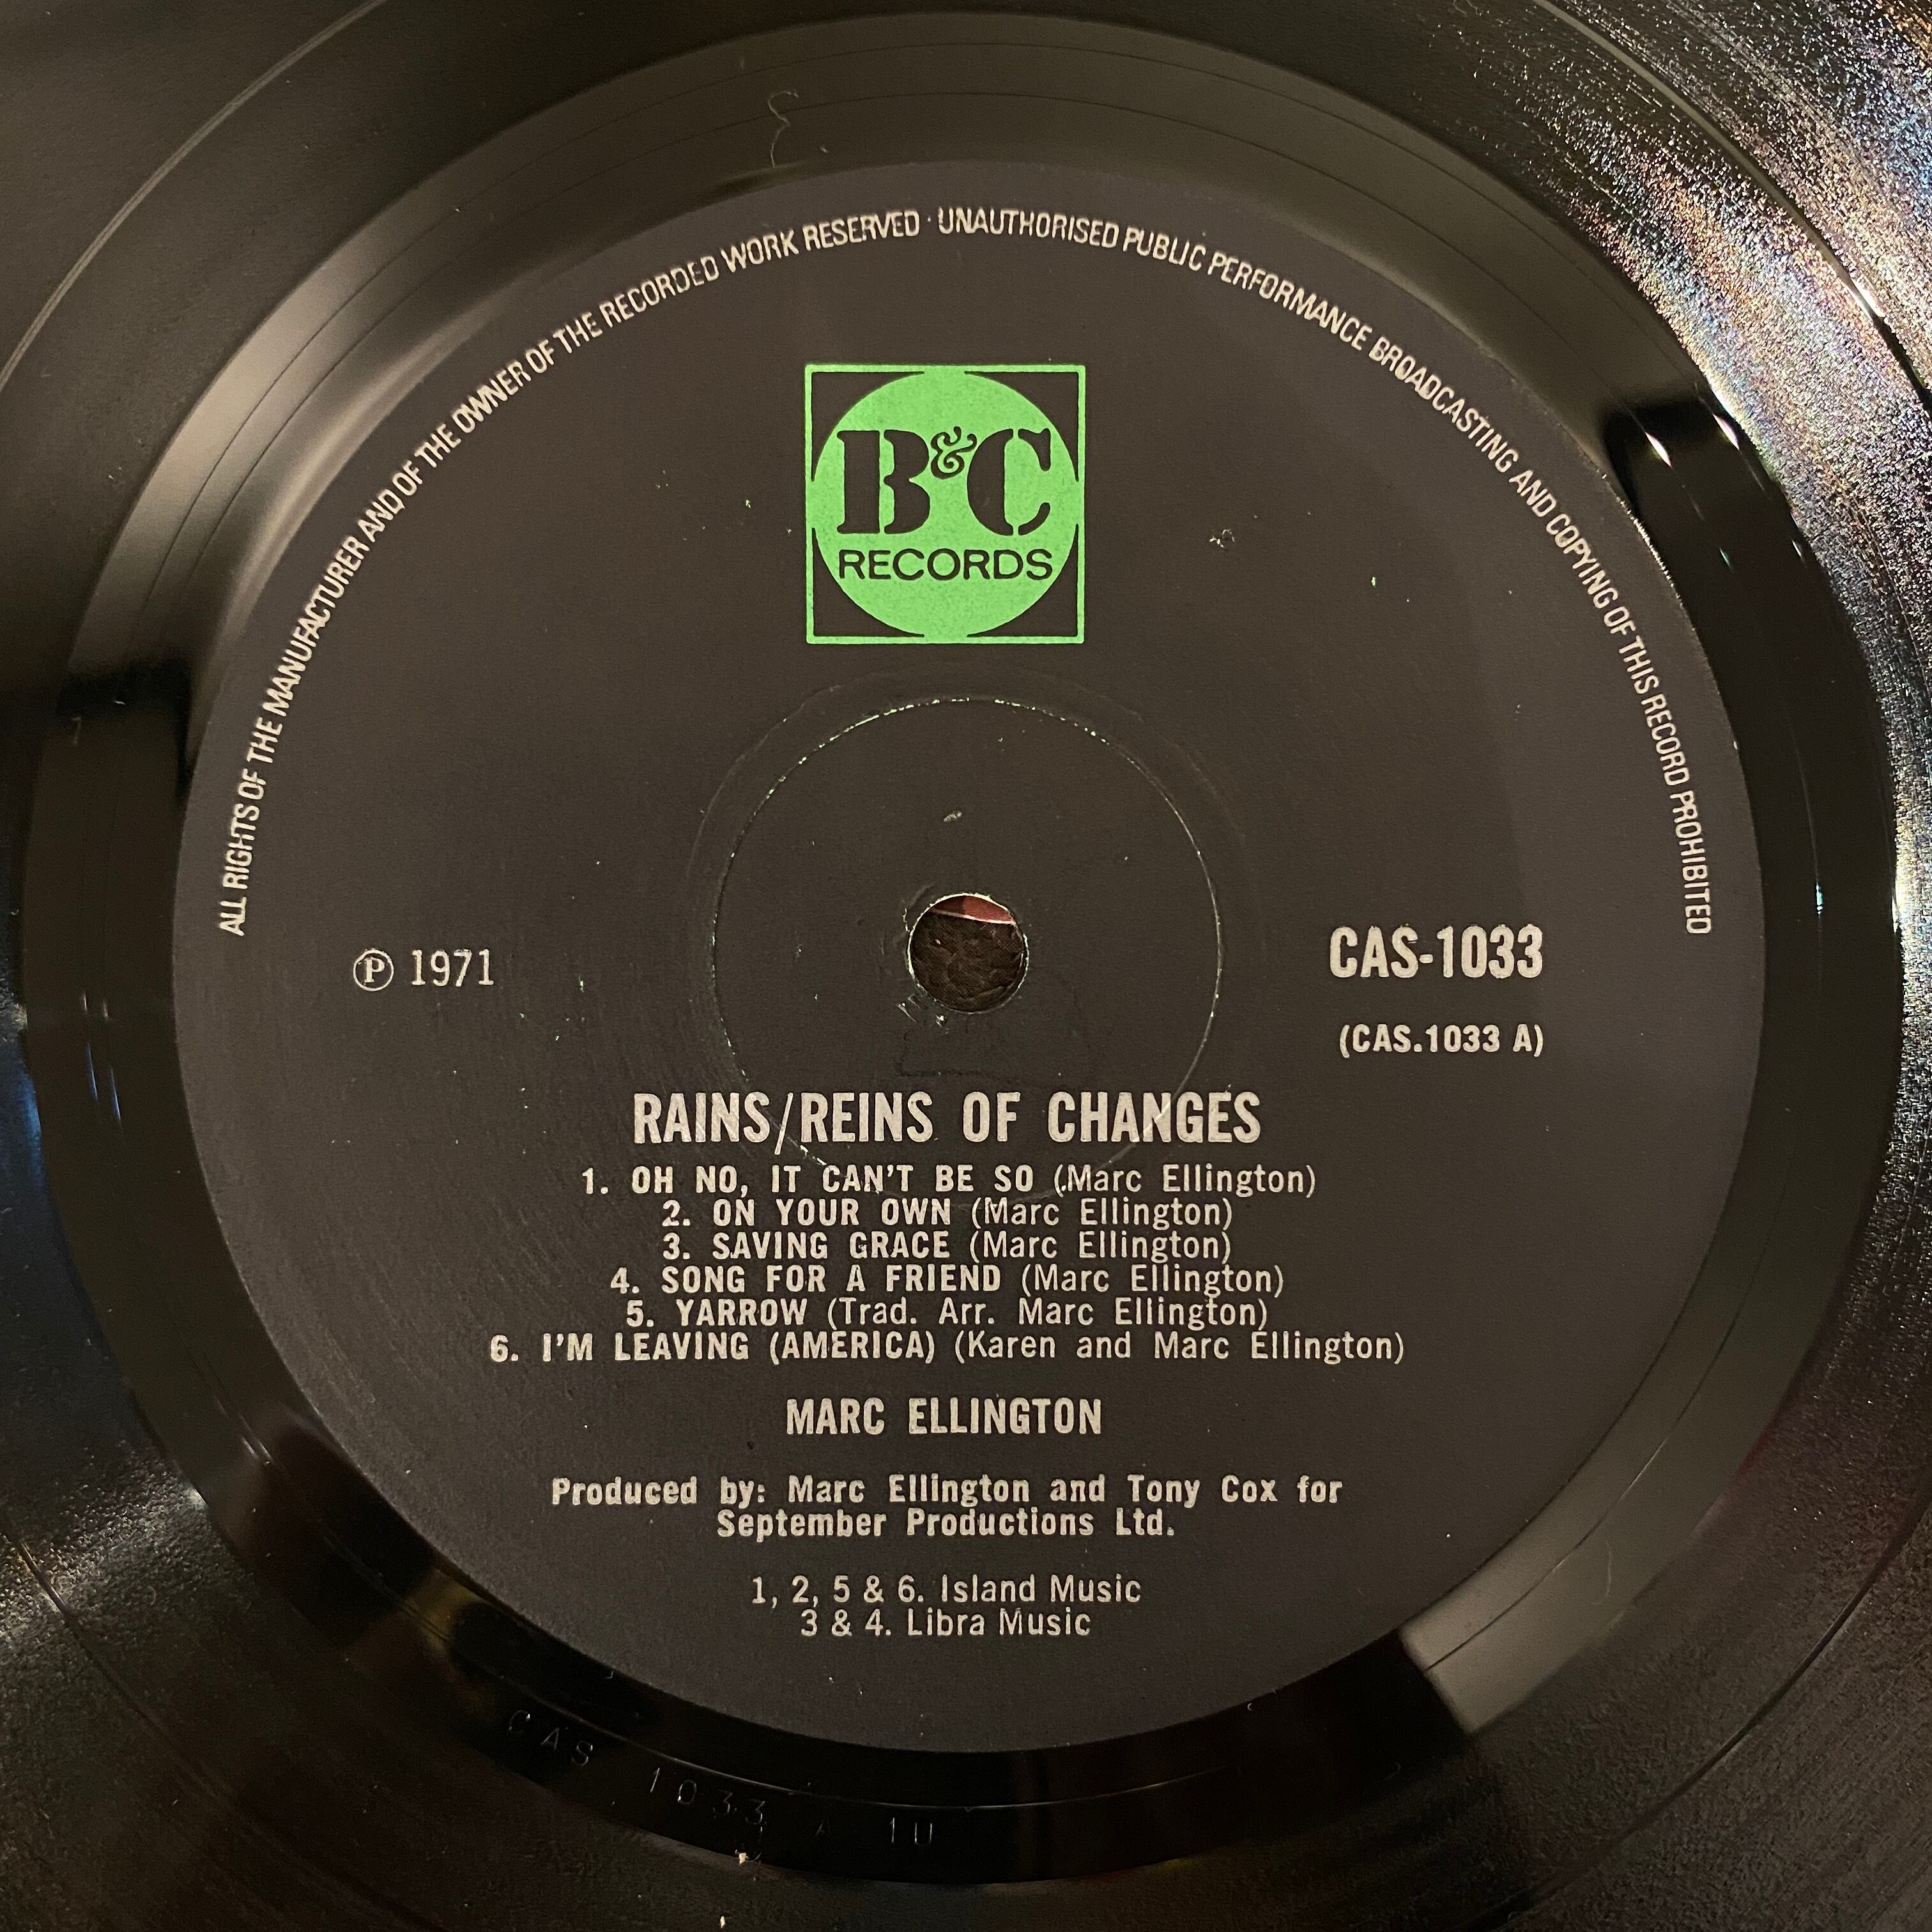 ALL RIGHTS OF THE MANUFACTURER AND OF THE OWNER OF THE RECORDED WORK RESERVED · UNAUTHORISED PUBLIC PERFORMANCE BROADCASTING AND COPYING OF THIS RECORD PROHIBITED
B&C
RECORDS
℗ 1971
CAS-1033
(CAS.1033 A)
RAINS/REINS OF CHANGES
1. OH NO, IT CAN'T BE SO (Marc Ellington)
2. ON YOUR OWN (Marc Ellington)
3. SAVING GRACE (Marc Ellington)
4. SONG FOR A FRIEND (Marc Ellington)
5. YARROW (Trad. Arr. Marc Ellington)
6. I'M LEAVING (AMERICA) (Karen and Marc Ellington)
MARC ELLINGTON
Produced by: Marc Ellington and Tony Cox for
September Productions Ltd.
1, 2, 5 & 6. Island Music
3 & 4. Libra Music
CAS 1033 A 1U